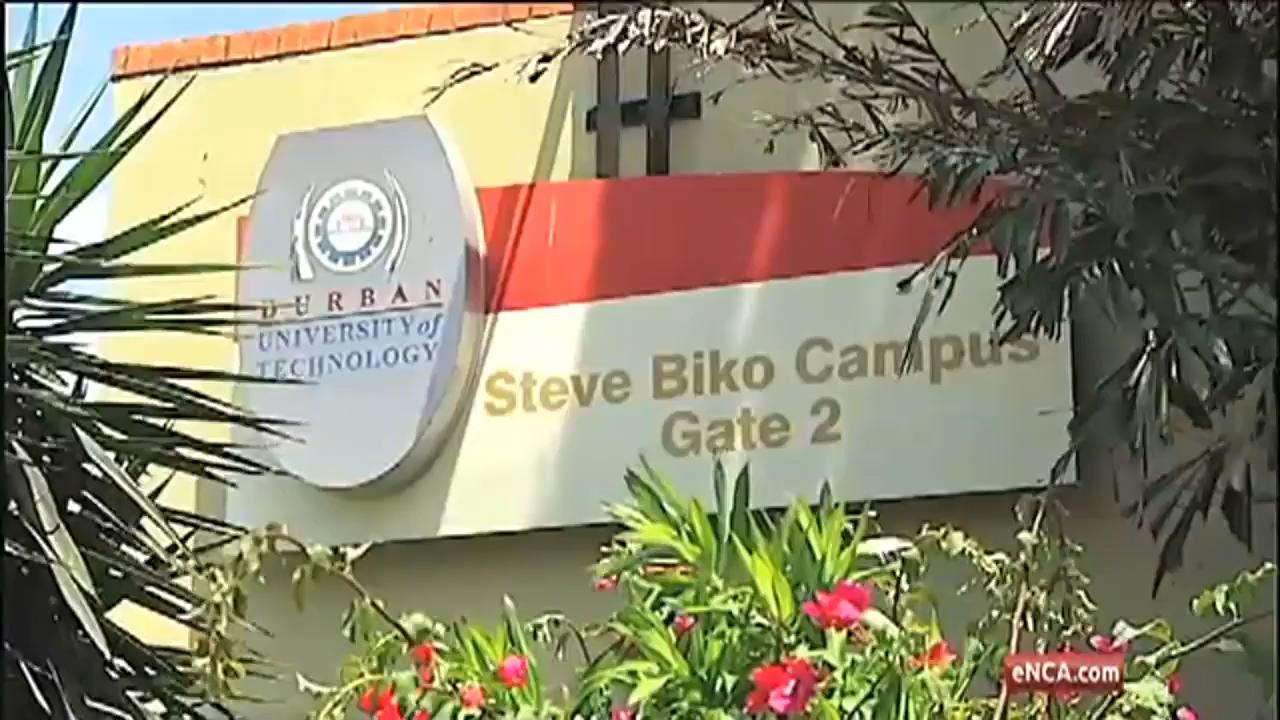 DURBAN
UNIVERSITY of
TECHNOLOGY
Steve Biko Campus
Gate 2
eNCA.com